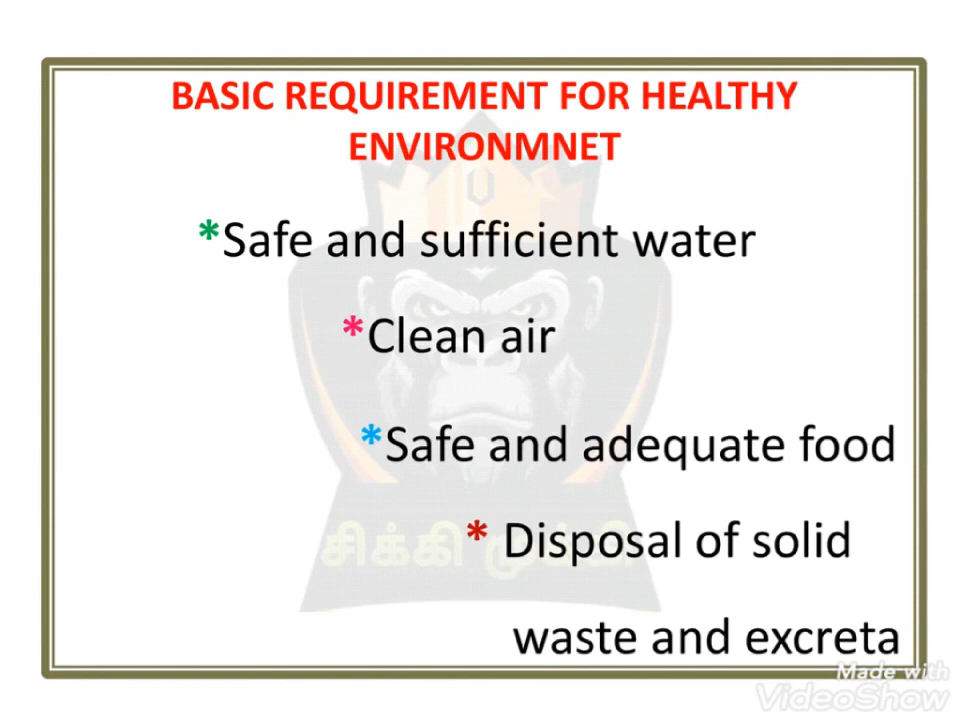 BASIC REQUIREMENT FOR HEALTHY
ENVIRONMNET
*Safe and sufficient water
*Clean air
*Safe and adequate food
* Disposal of solid
waste and excreta
சிக்கி முக்கி
Made with
VideoShow